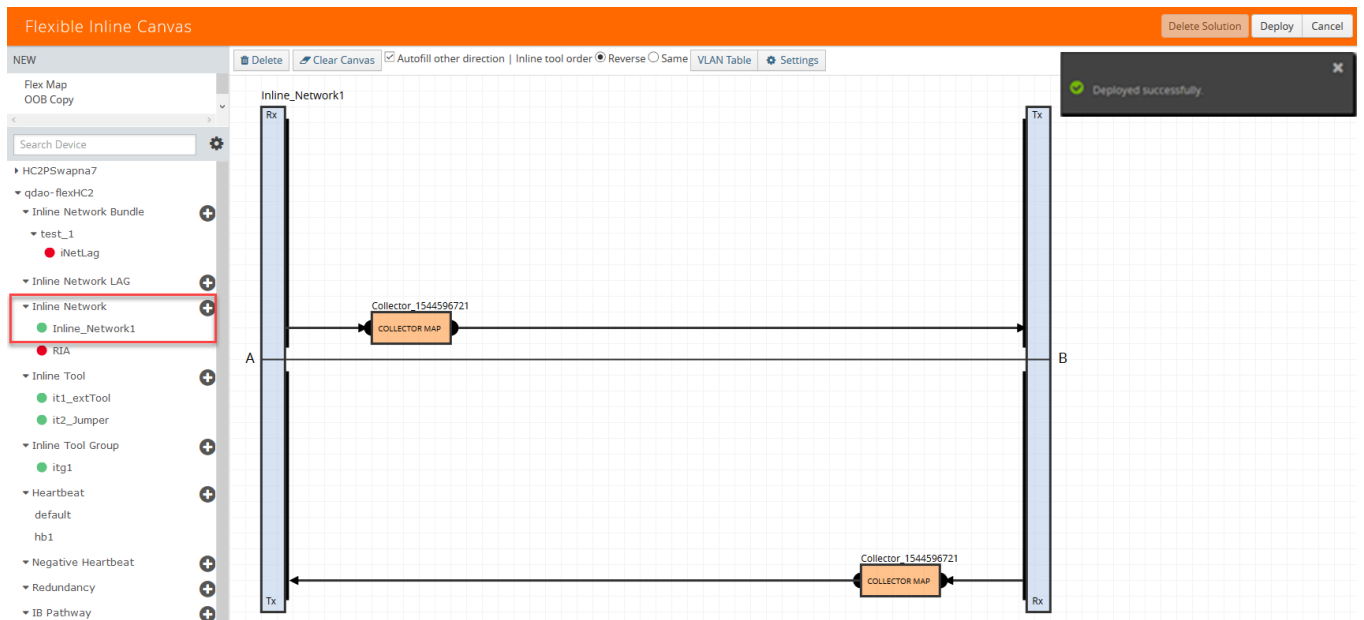 Flexible Inline Canvas
Delete Solution
Deploy
Cancel
NEW
Delete
Clear Canvas
Autofill other direction | Inline tool order Reverse Same
VLAN Table
Settings
Deployed successfully.
Flex Map
OOB Copy
Search Device
HC2PSwapna7
qdao-flexHC2
Inline Network Bundle
test_1
iNetLag
Inline Network LAG
Inline Network
Inline_Network1
RIA
Inline Tool
it1_extTool
it2_Jumper
Inline Tool Group
itg1
Heartbeat
default
hb1
Negative Heartbeat
Redundancy
IB Pathway
Inline_Network1
Rx
Tx
Collector_1544596721
COLLECTOR MAP
A
B
Collector_1544596721
COLLECTOR MAP
Tx
Rx